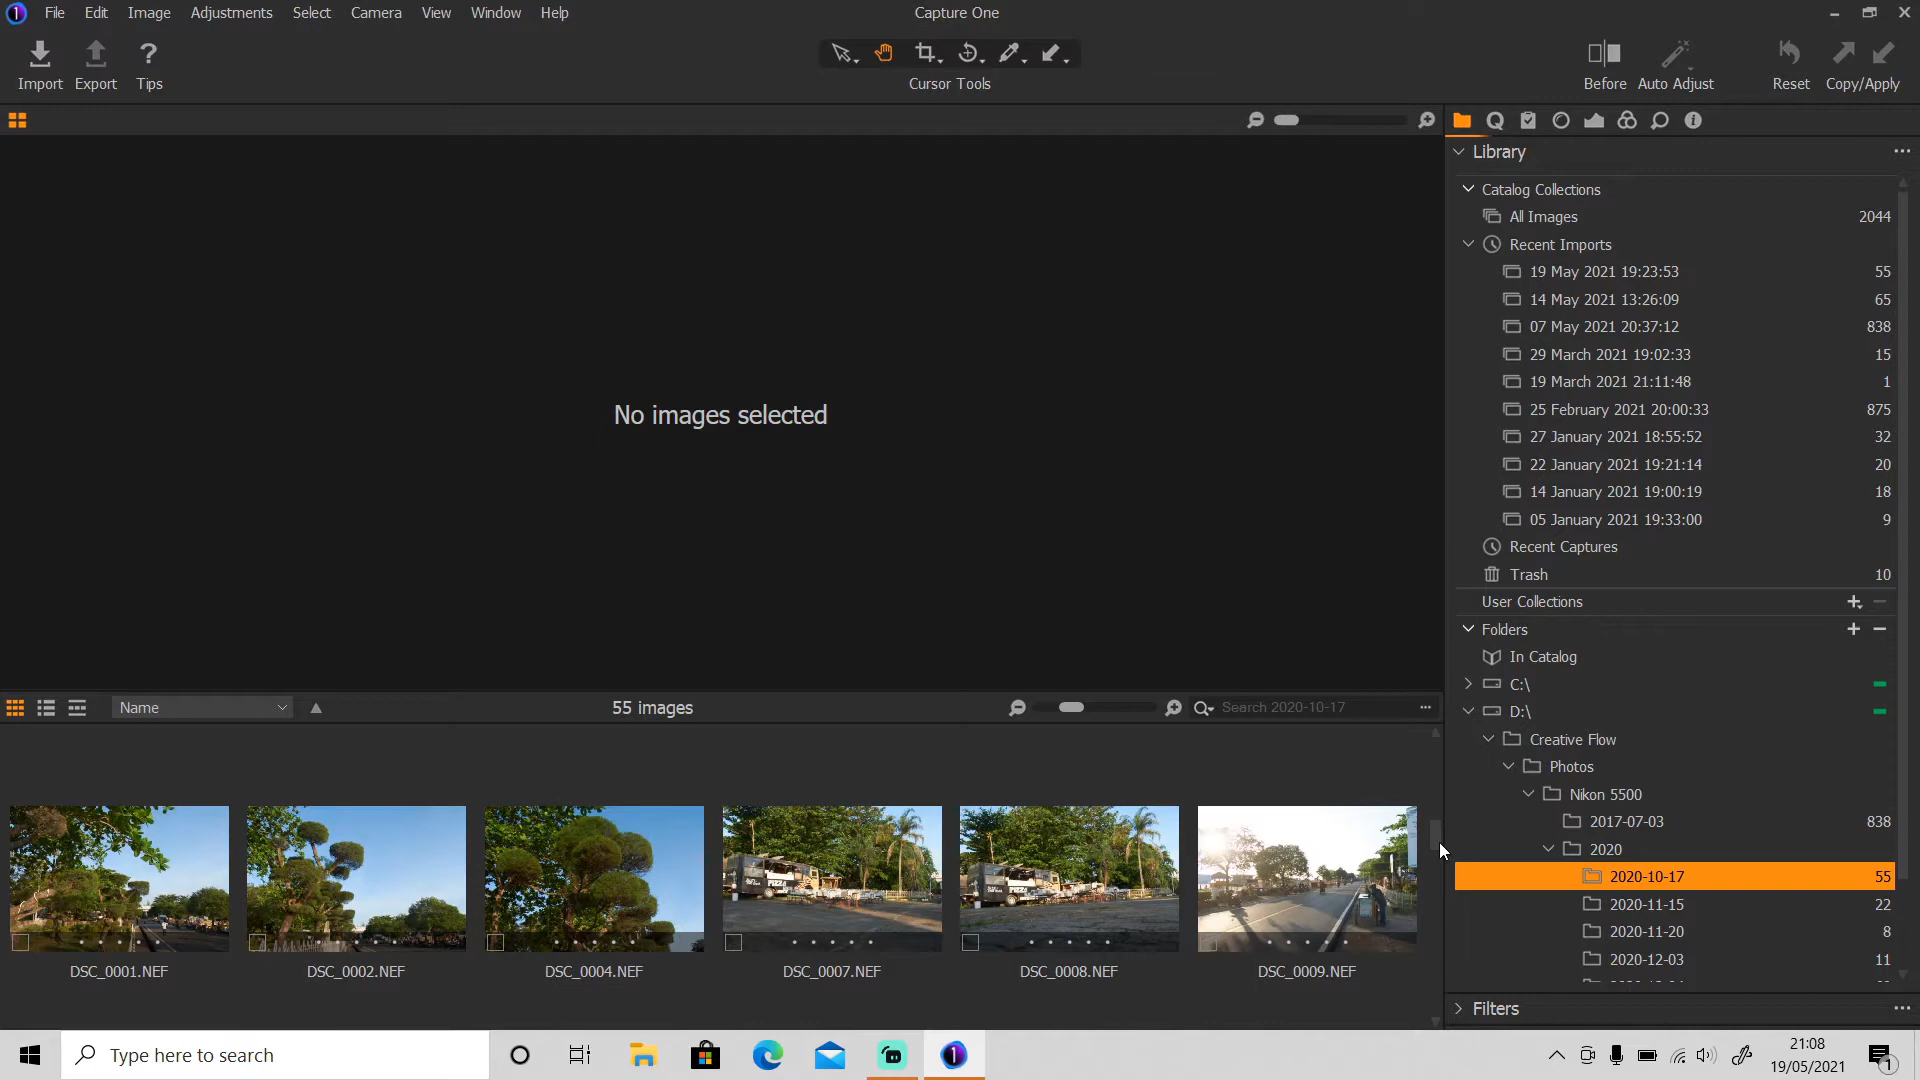 File Edit Image Adjustments Select Camera View Window Help
Capture One
Import Export Tips
Cursor Tools
Before Auto Adjust Reset Copy/Apply
Library
Catalog Collections
All Images 2044
Recent Imports
19 May 2021 19:23:53 55
14 May 2021 13:26:09 65
07 May 2021 20:37:12 838
29 March 2021 19:02:33 15
19 March 2021 21:11:48 1
25 February 2021 20:00:33 875
27 January 2021 18:55:52 32
22 January 2021 19:21:14 20
14 January 2021 19:00:19 18
05 January 2021 19:33:00 9
Recent Captures
Trash 10
User Collections
Folders
In Catalog
C:\
D:\
Creative Flow
Photos
Nikon 5500
2017-07-03 838
2020
2020-10-17 55
2020-11-15 22
2020-11-20 8
2020-12-03 11
Filters
No images selected
Name
55 images
Search 2020-10-17
PIZZA
PIZZA
DSC_0001.NEF DSC_0002.NEF DSC_0004.NEF DSC_0007.NEF DSC_0008.NEF DSC_0009.NEF
Type here to search
21:08
19/05/2021
1